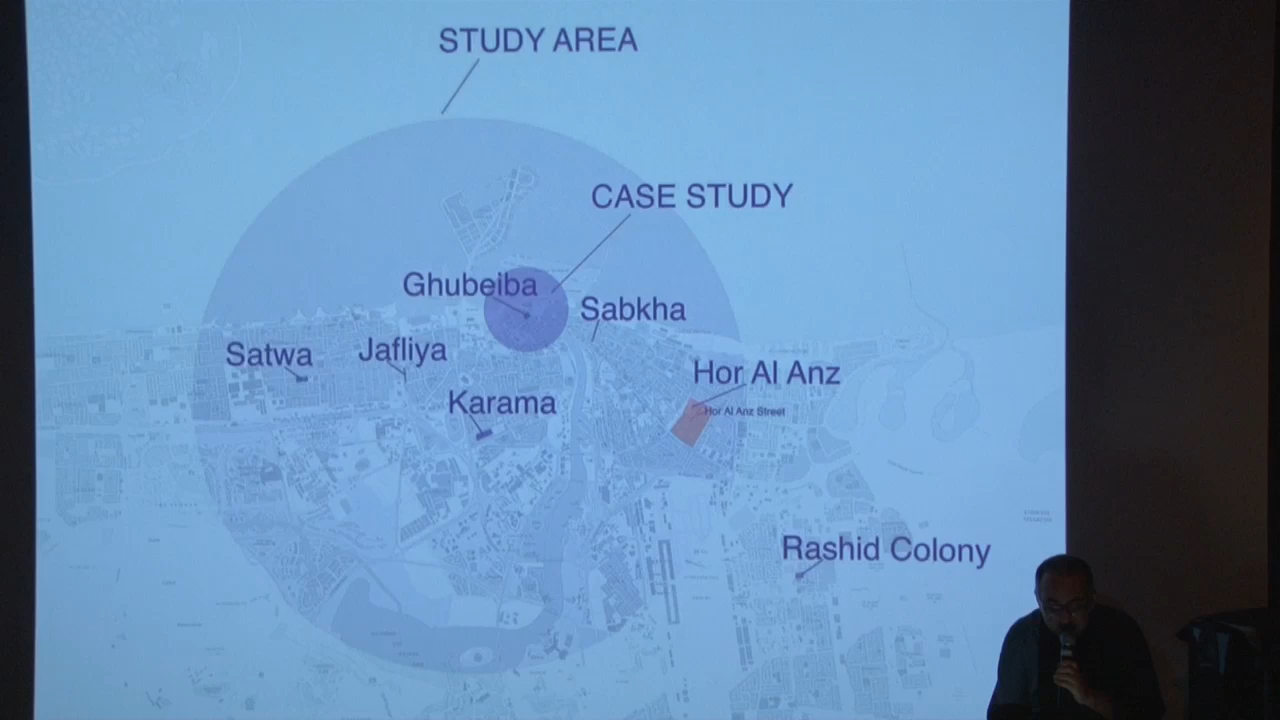 STUDY AREA
CASE STUDY
Ghubeiba
Sabkha
Satwa
Jafliya
Hor Al Anz
Karama
Hor Al Anz Street
Rashid Colony